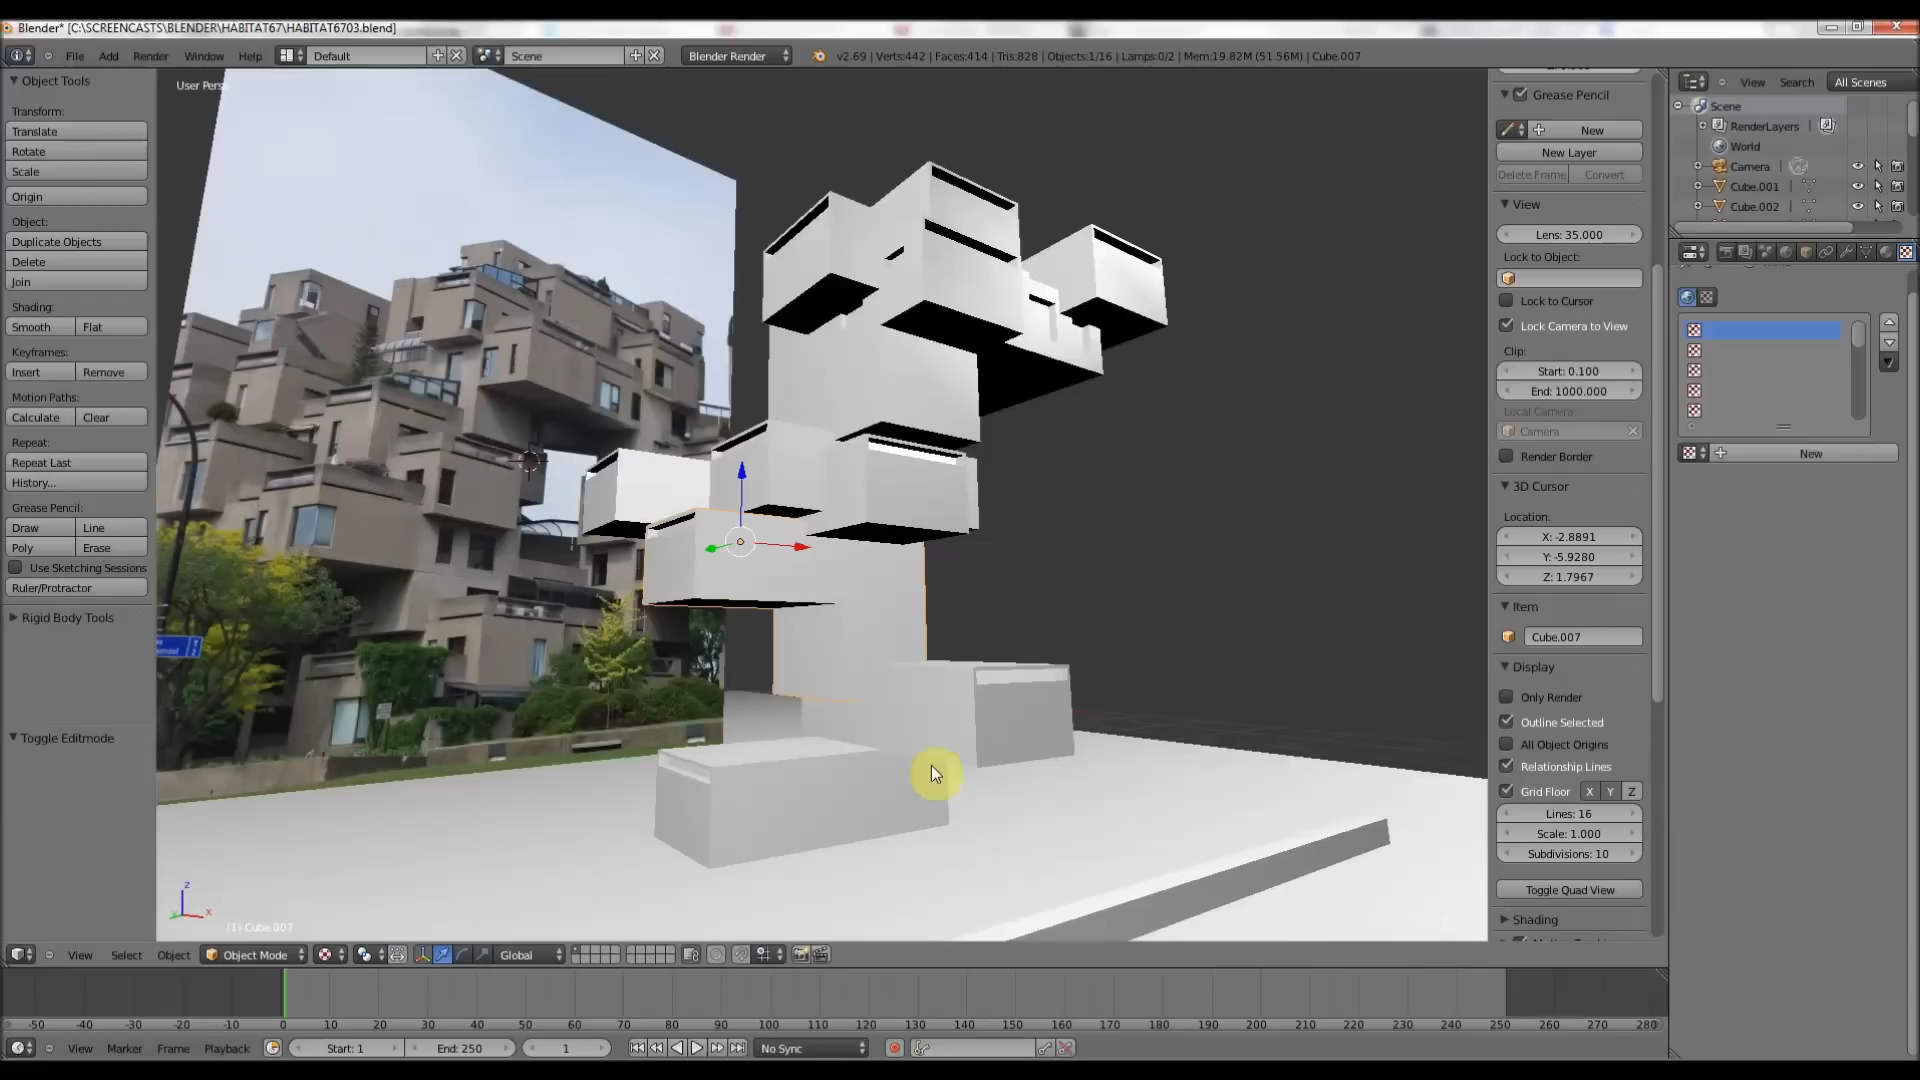 Blender* [C:\SCREENCASTS\BLENDER\HABITAT67\HABITAT6703.blend]
File Add Render Window Help Default Scene Blender Render v2.69 | Verts:442 | Faces:414 | Tris:828 | Objects:1/16 | Lamps:0/2 | Mem:19.82M (51.56M) | Cube.007
Object Tools
Transform:
Translate
Rotate
Scale
Origin
Object:
Duplicate Objects
Delete
Join
Shading:
Smooth Flat
Keyframes:
Insert Remove
Motion Paths:
Calculate Clear
Repeat:
Repeat Last
History...
Grease Pencil:
Draw Line
Poly Erase
Use Sketching Sessions
Ruler/Protractor
Rigid Body Tools
Toggle Editmode
User Persp
(1) Cube.007
Grease Pencil
New
New Layer
Delete Frame Convert
View
Lens: 35.000
Lock to Object:
Lock to Cursor
Lock Camera to View
Clip:
Start: 0.100
End: 1000.000
Local Camera:
Camera
Render Border
3D Cursor
Location:
X: -2.8891
Y: -5.9280
Z: 1.7967
Item
Cube.007
Display
Only Render
Outline Selected
All Object Origins
Relationship Lines
Grid Floor X Y Z
Lines: 16
Scale: 1.000
Subdivisions: 10
Toggle Quad View
Shading
View Search All Scenes
Scene
RenderLayers
World
Camera
Cube.001
Cube.002
New
View Select Object Object Mode Global
-50 -40 -30 -20 -10 0 10 20 30 40 50 60 70 80 90 100 110 120 130 140 150 160 170 180 190 200 210 220 230 240 250 260 270 280
View Marker Frame Playback Start: 1 End: 250 1 No Sync